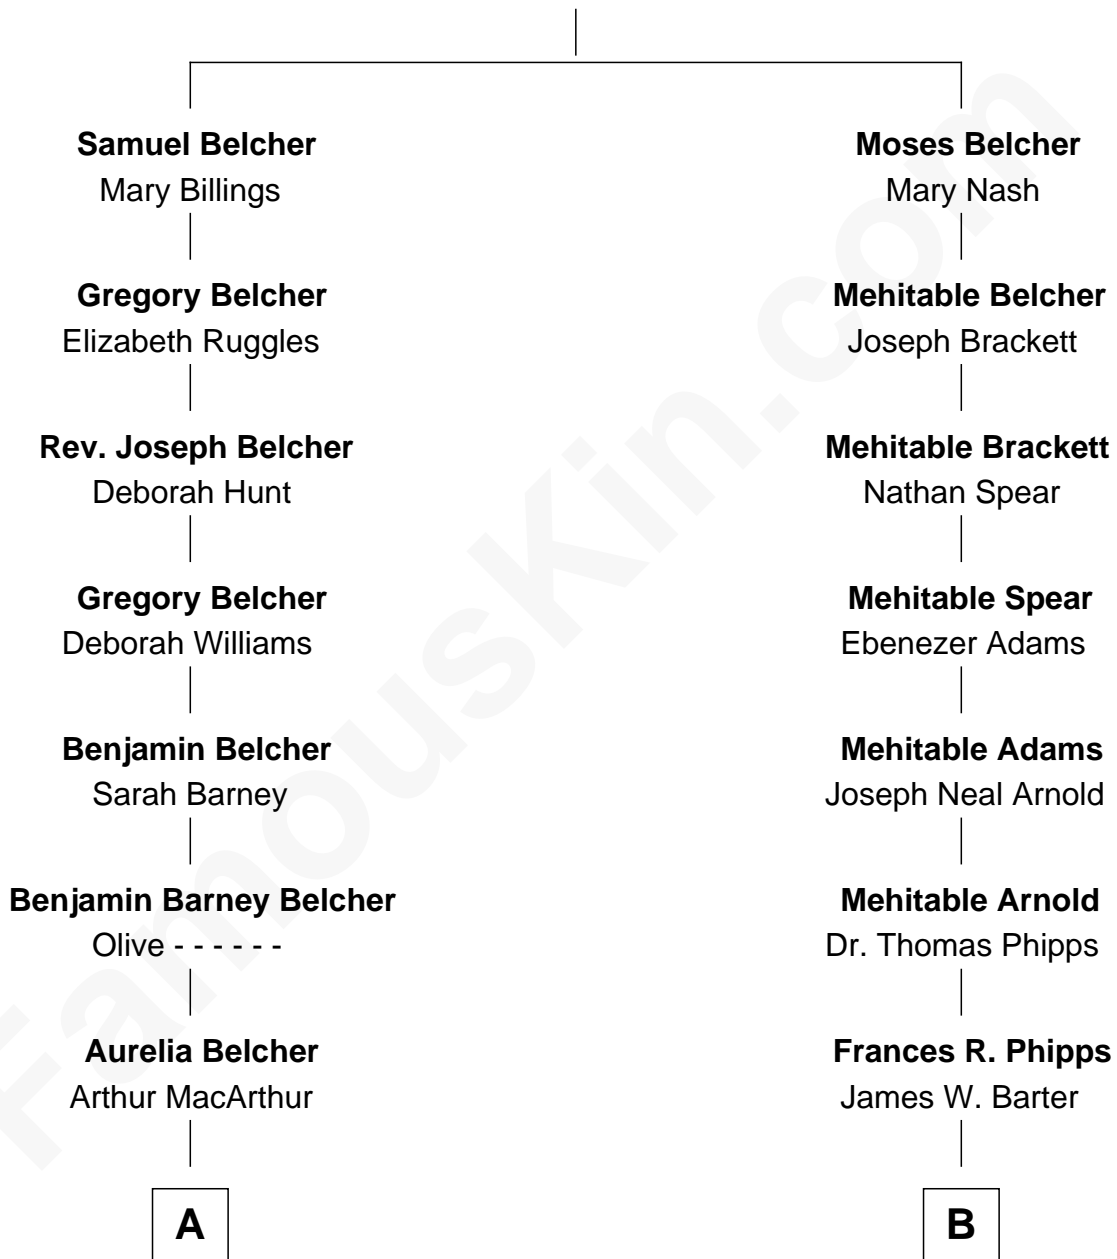 Samuel Belcher
Mary Billings
Gregory Belcher
Elizabeth Ruggles
Rev. Joseph Belcher
Deborah Hunt
Gregory Belcher
Deborah Williams
Benjamin Belcher
Sarah Barney
Benjamin Barney Belcher
Olive - - - - - -
Aurelia Belcher
Arthur MacArthur
A
Moses Belcher
Mary Nash
Mehitable Belcher
Joseph Brackett
Mehitable Brackett
Nathan Spear
Mehitable Spear
Ebenezer Adams
Mehitable Adams
Joseph Neal Arnold
Mehitable Arnold
Dr. Thomas Phipps
Frances R. Phipps
James W. Barter
B
FamousKin.com